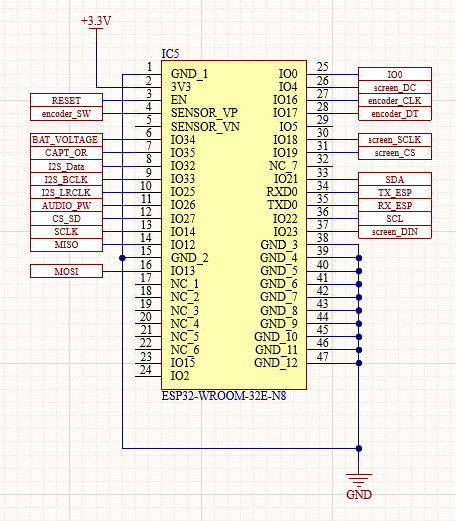 +3.3V
IC5
1 GND_1 IO0 25 IO0
2 3V3 IO4 26 screen_DC
RESET 3 EN IO16 27 encoder_CLK
encoder_SW 4 SENSOR_VP IO17 28 encoder_DT
5 SENSOR_VN IO5 29
BAT_VOLTAGE 6 IO34 IO18 30 screen_SCLK
CAPT_OR 7 IO35 IO19 31 screen_CS
I2S_Data 8 IO32 NC_7 32
I2S_BCLK 9 IO33 IO21 33 SDA
I2S_LRCLK 10 IO25 RXD0 34 TX_ESP
AUDIO_PW 11 IO26 TXD0 35 RX_ESP
CS_SD 12 IO27 IO22 36 SCL
SCLK 13 IO14 IO23 37 screen_DIN
MISO 14 IO12 GND_3 38
15 GND_2 GND_4 39
MOSI 16 IO13 GND_5 40
17 NC_1 GND_6 41
18 NC_2 GND_7 42
19 NC_3 GND_8 43
20 NC_4 GND_9 44
21 NC_5 GND_10 45
22 NC_6 GND_11 46
23 IO15 GND_12 47
24 IO2
ESP32-WROOM-32E-N8
GND